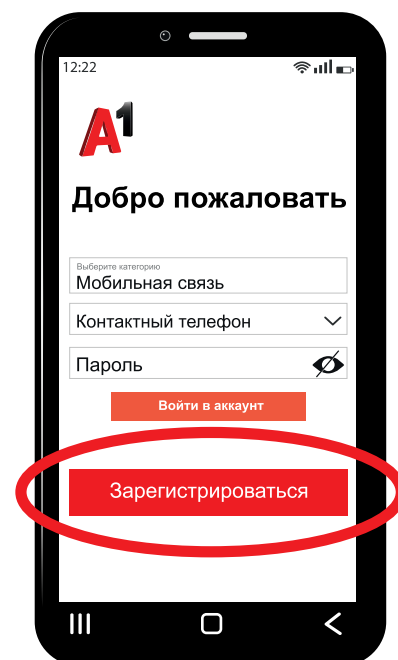 12:22
A1
Добро пожаловать
Выберите категорию
Мобильная связь
Контактный телефон
Пароль
Войти в аккаунт
Зарегистрироваться